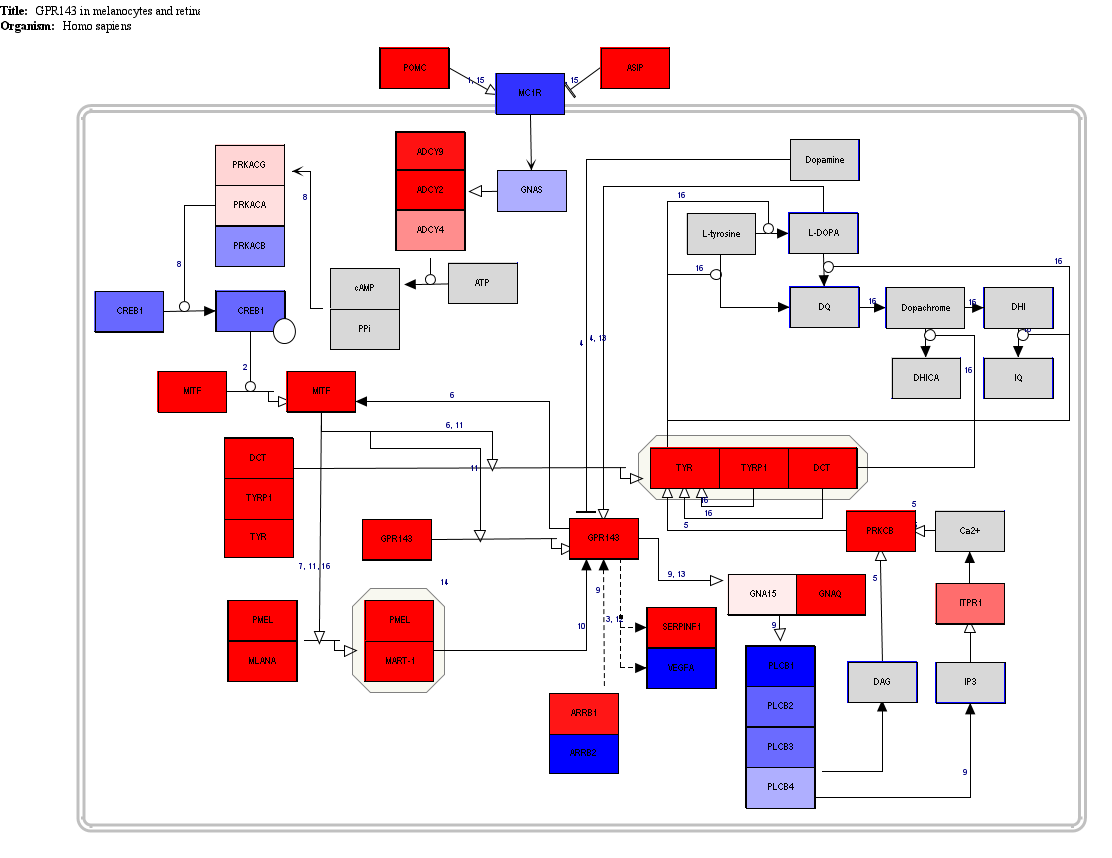 Title: GPR143 in melanocytes and retina
Organism: Homo sapiens
POMC
ASIP
1, 15
15
MC1R
ADCY9
ADCY2
ADCY4
GNAS
Dopamine
PRKACG
PRKACA
PRKACB
8
8
16
L-tyrosine
L-DOPA
16
16
cAMP
PPi
ATP
CREB1
CREB1
DQ
16
Dopachrome
16
DHI
4
4, 13
DHICA
16
IQ
2
MITF
MITF
6
6, 11
11
DCT
TYRP1
TYR
TYR
TYRP1
DCT
16
16
5
5
GPR143
GPR143
PRKCB
Ca2+
7, 11, 16
14
9, 13
9
5
GNA15
GNAQ
ITPR1
PMEL
MLANA
PMEL
MART-1
10
SERPINF1
VEGFA
9
PLCB1
PLCB2
PLCB3
PLCB4
DAG
IP3
ARRB1
ARRB2
9